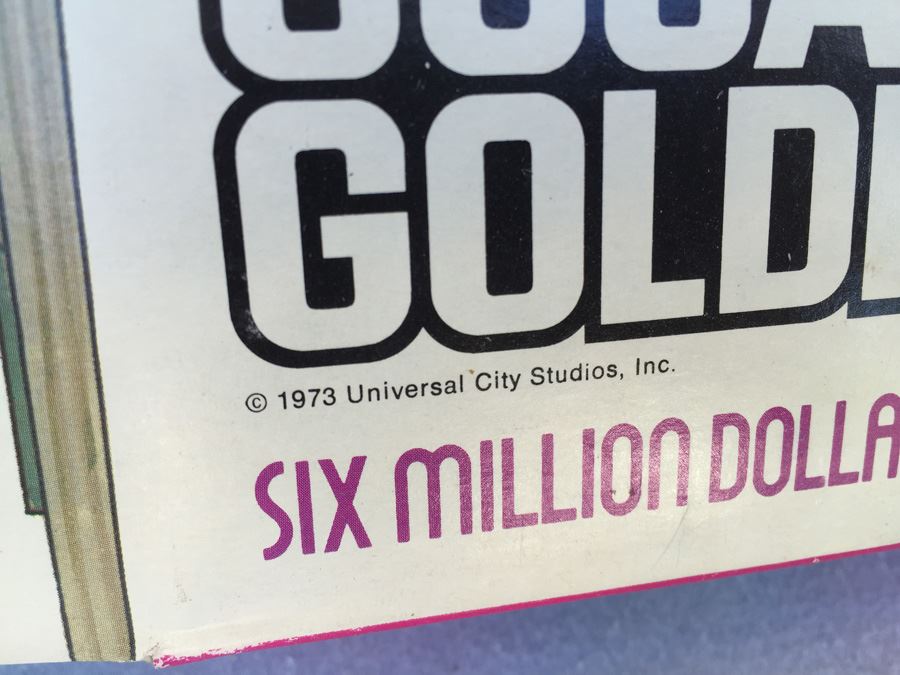 GOLD
© 1973 Universal City Studios, Inc.
SIX MILLION DOLLA